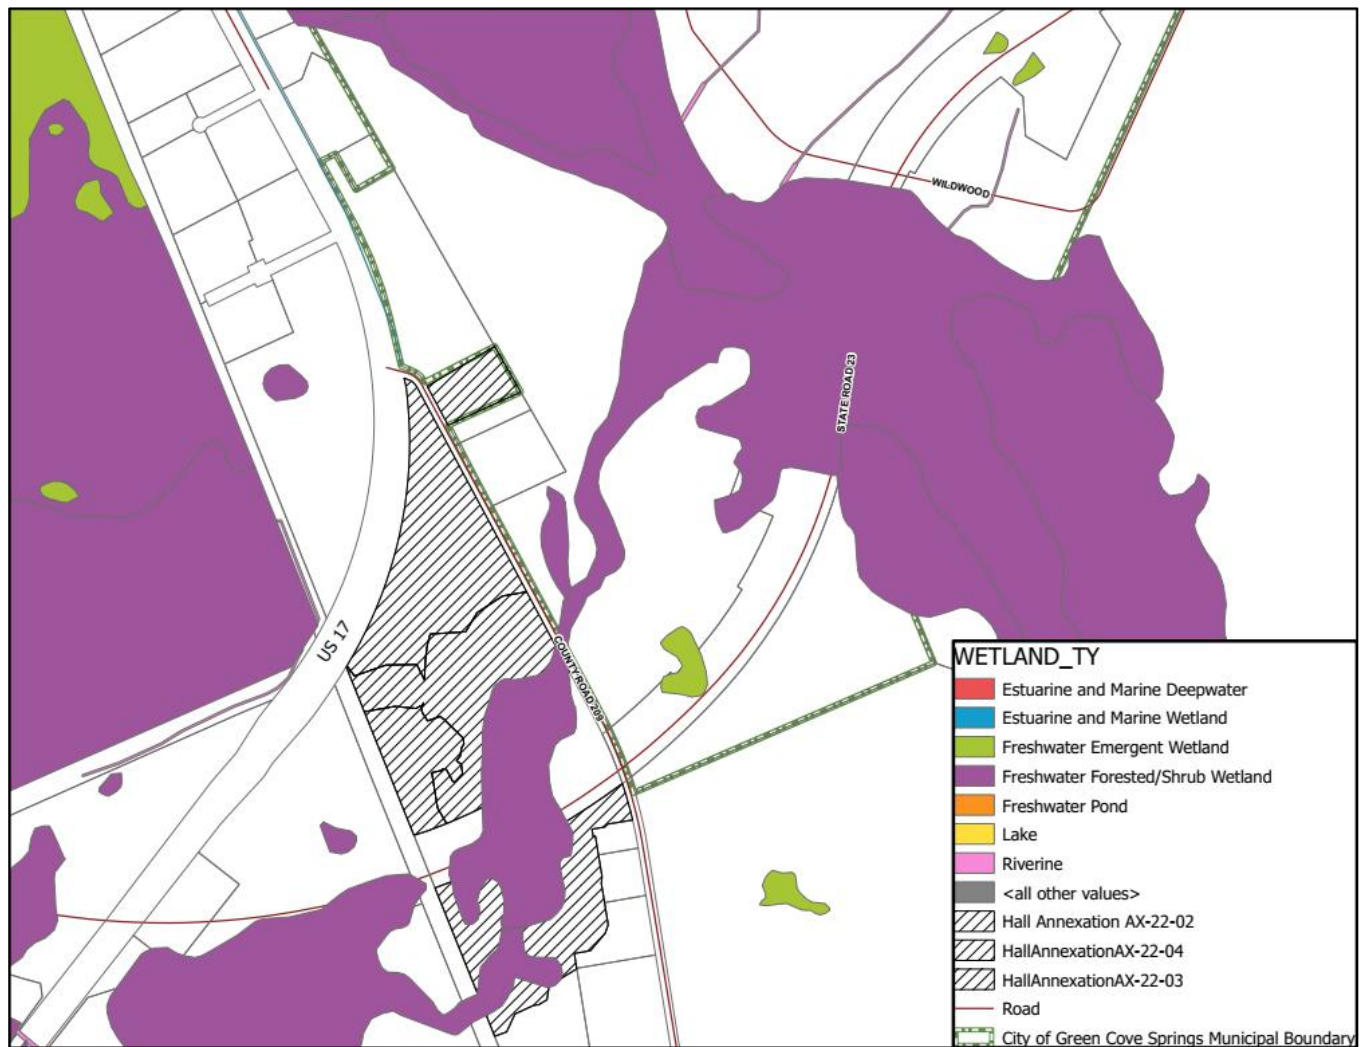 WILDWOOD
STATE ROAD 23
US 17
COUNTY ROAD 209
WETLAND_TY
Estuarine and Marine Deepwater
Estuarine and Marine Wetland
Freshwater Emergent Wetland
Freshwater Forested/Shrub Wetland
Freshwater Pond
Lake
Riverine
<all other values>
Hall Annexation AX-22-02
HallAnnexationAX-22-04
HallAnnexationAX-22-03
Road
City of Green Cove Springs Municipal Boundary